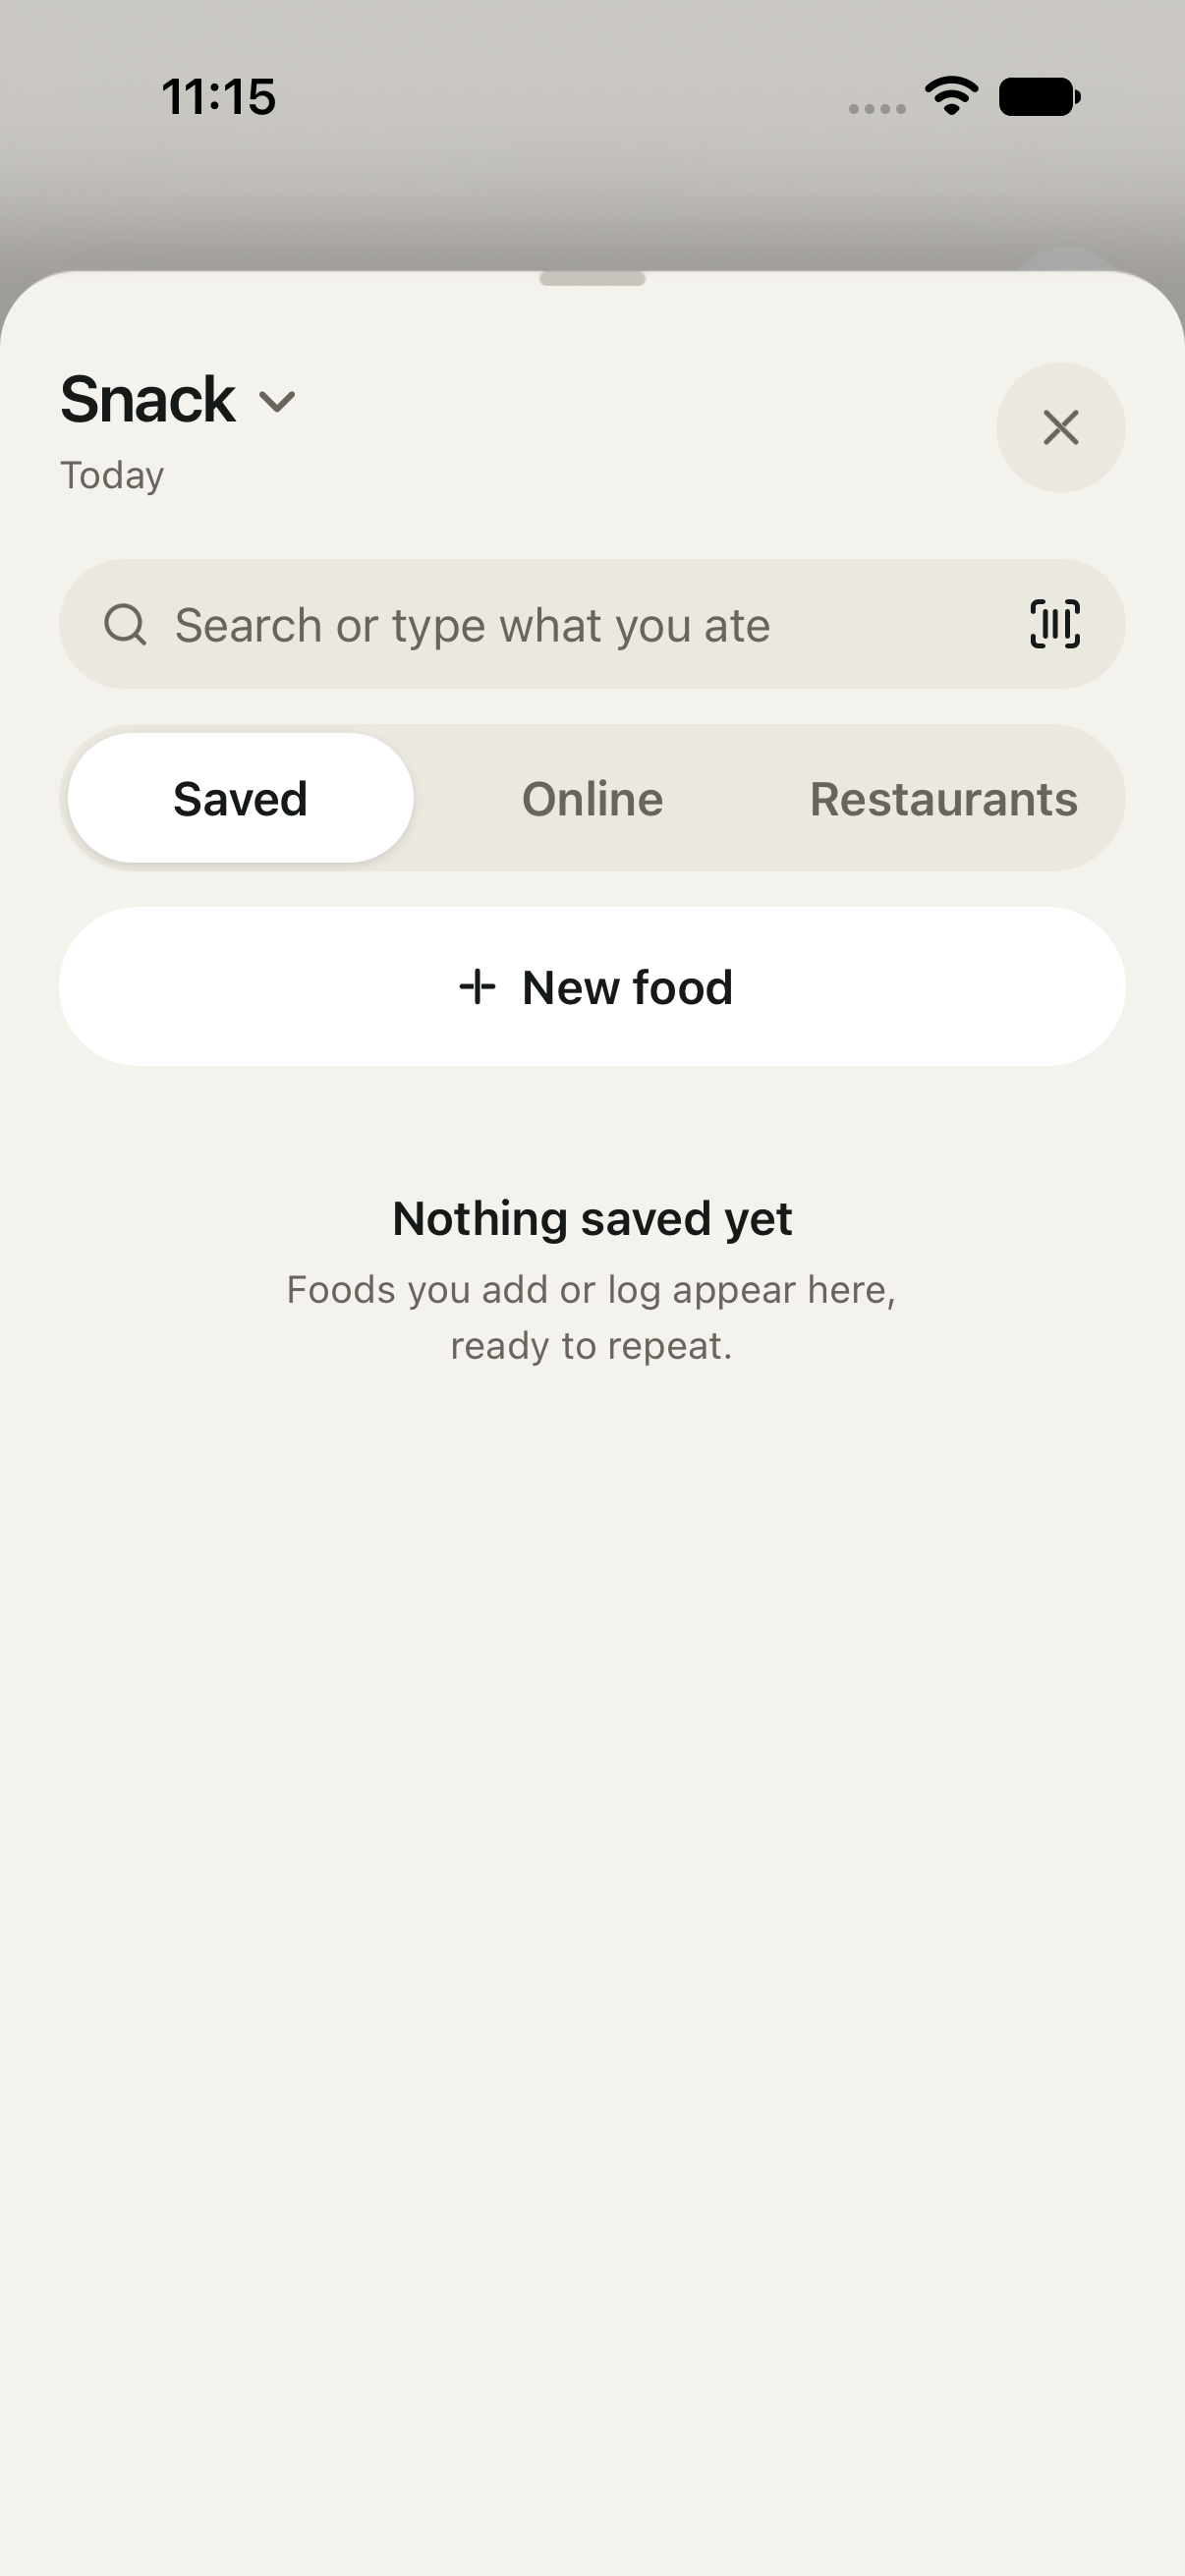 11:15
Snack
Today
Search or type what you ate
Saved
Online
Restaurants
New food
Nothing saved yet
Foods you add or log appear here,
ready to repeat.